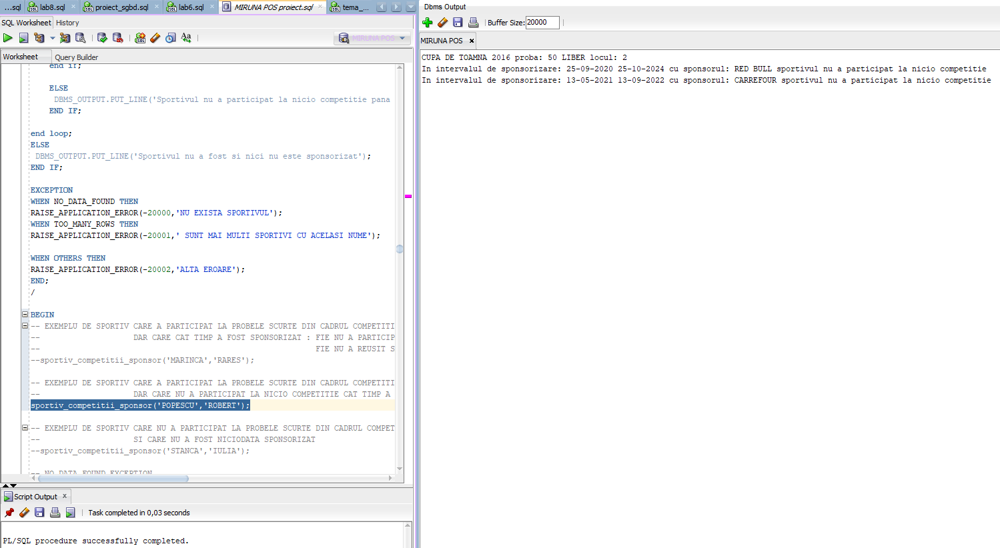 ...sql lab8.sql proiect_sgbd.sql lab6.sql MIRUNA POS proiect.sql tema_...
SQL Worksheet History
MIRUNA POS
Worksheet Query Builder
end if;
ELSE
DBMS_OUTPUT.PUT_LINE('Sportivul nu a participat la nicio competitie pana
END IF;
end loop;
ELSE
DBMS_OUTPUT.PUT_LINE('Sportivul nu a fost si nici nu este sponsorizat');
END IF;
EXCEPTION
WHEN NO_DATA_FOUND THEN
RAISE_APPLICATION_ERROR(-20000,'NU EXISTA SPORTIVUL');
WHEN TOO_MANY_ROWS THEN
RAISE_APPLICATION_ERROR(-20001,' SUNT MAI MULTI SPORTIVI CU ACELASI NUME');
WHEN OTHERS THEN
RAISE_APPLICATION_ERROR(-20002,'ALTA EROARE');
END;
/
BEGIN
-- EXEMPLU DE SPORTIV CARE A PARTICIPAT LA PROBELE SCURTE DIN CADRUL COMPETITI
-- DAR CARE CAT TIMP A FOST SPONSORIZAT : FIE NU A PARTICIP
-- FIE NU A REUSIT S
--sportiv_competitii_sponsor('MARINCA','RARES');
-- EXEMPLU DE SPORTIV CARE A PARTICIPAT LA PROBELE SCURTE DIN CADRUL COMPETITI
-- DAR CARE NU A PARTICIPAT LA NICIO COMPETITIE CAT TIMP A
sportiv_competitii_sponsor('POPESCU','ROBERT');
-- EXEMPLU DE SPORTIV CARE NU A PARTICIPAT LA PROBELE SCURTE DIN CADRUL COMPET
-- SI CARE NU A FOST NICIODATA SPONSORIZAT
--sportiv_competitii_sponsor('STANCA','IULIA');
-- NO_DATA_FOUND EXCEPTION
Script Output x
Task completed in 0,03 seconds
PL/SQL procedure successfully completed.
Dbms Output
Buffer Size: 20000
MIRUNA POS x
CUPA DE TOAMNA 2016 proba: 50 LIBER locul: 2
In intervalul de sponsorizare: 25-09-2020 25-10-2024 cu sponsorul: RED BULL sportivul nu a participat la nicio competitie
In intervalul de sponsorizare: 13-05-2021 13-09-2022 cu sponsorul: CARREFOUR sportivul nu a participat la nicio competitie